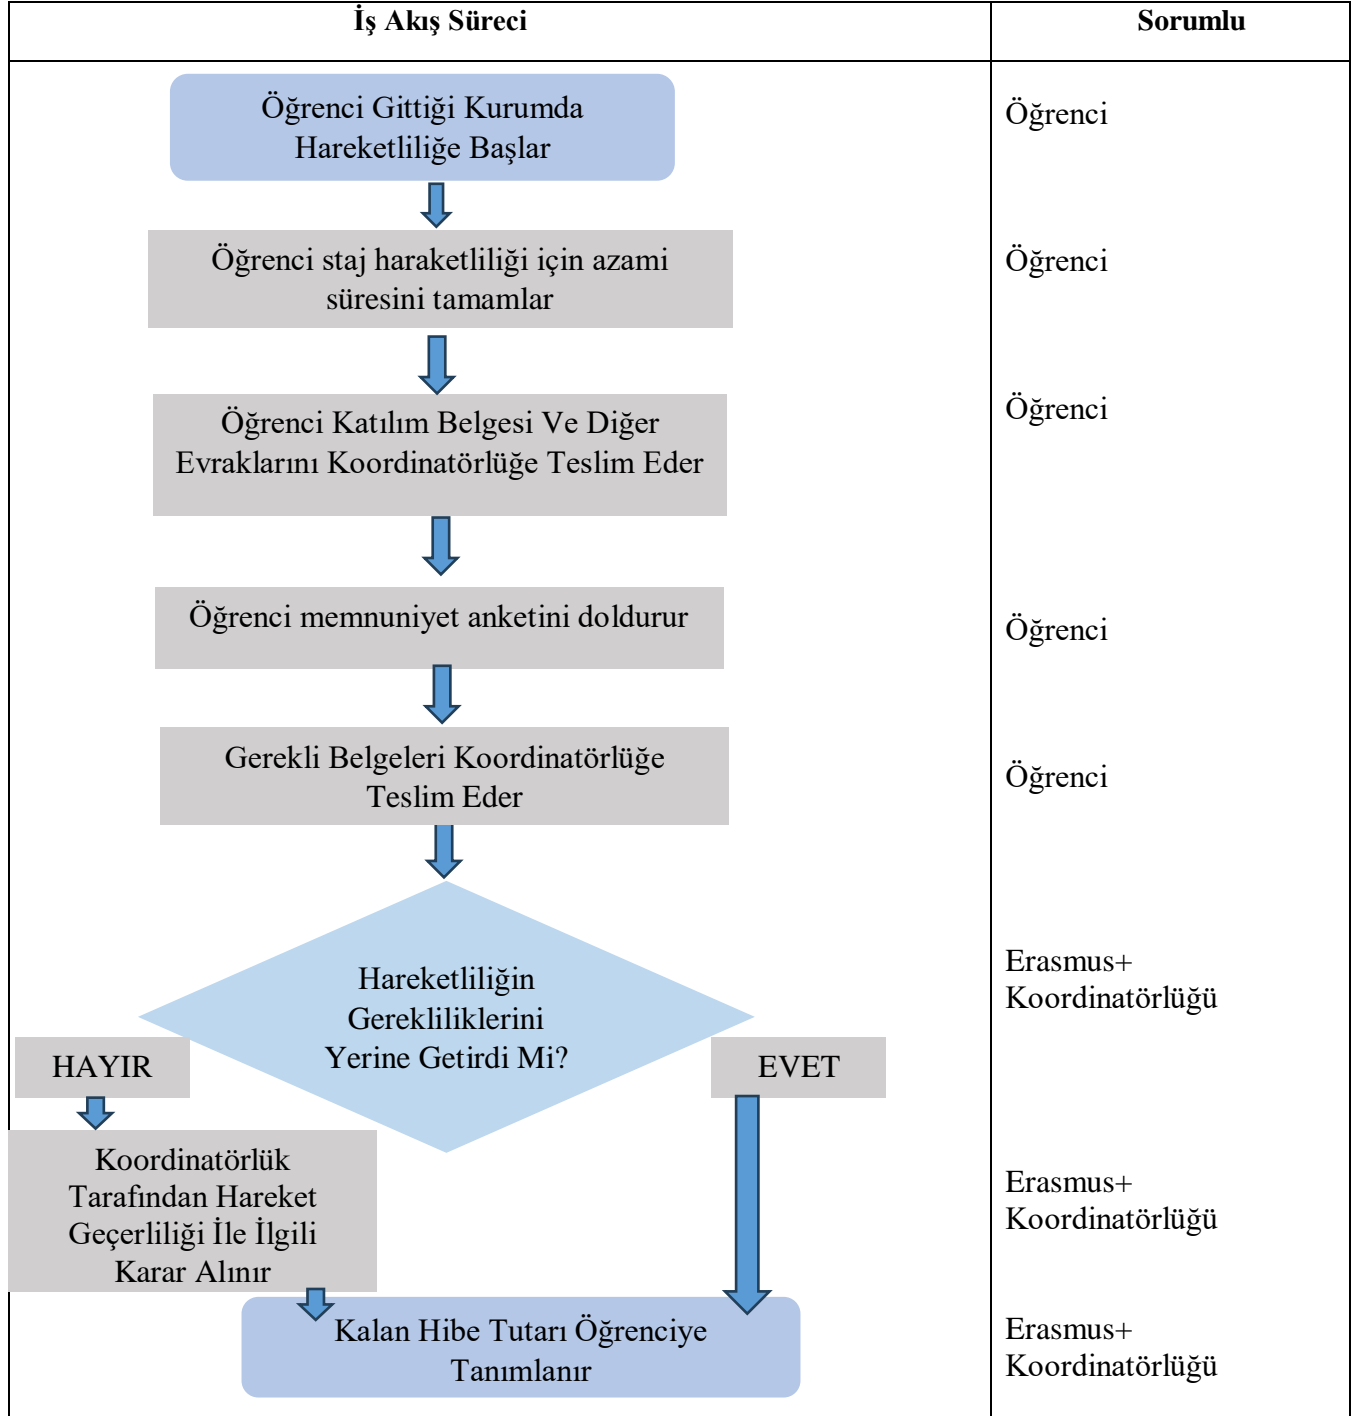 İş Akış Süreci
Sorumlu
Öğrenci Gittiği Kurumda
Hareketliliğe Başlar
Öğrenci
Öğrenci staj haraketliliği için azami
süresini tamamlar
Öğrenci
Öğrenci Katılım Belgesi Ve Diğer
Evraklarını Koordinatörlüğe Teslim Eder
Öğrenci
Öğrenci memnuniyet anketini doldurur
Öğrenci
Gerekli Belgeleri Koordinatörlüğe
Teslim Eder
Öğrenci
Hareketliliğin
Gerekliliklerini
Yerine Getirdi Mi?
Erasmus+
Koordinatörlüğü
HAYIR
EVET
Koordinatörlük
Tarafından Hareket
Geçerliliği İle İlgili
Karar Alınır
Erasmus+
Koordinatörlüğü
Kalan Hibe Tutarı Öğrenciye
Tanımlanır
Erasmus+
Koordinatörlüğü